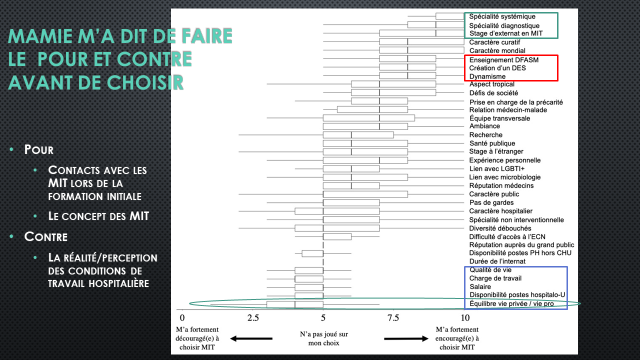 MAMIE M'A DIT DE FAIRE
LE POUR ET CONTRE
AVANT DE CHOISIR
• POUR
• CONTACTS AVEC LES
MIT LORS DE LA
FORMATION INITIALE
• LE CONCEPT DES MIT
• CONTRE
• LA RÉALITÉ/PERCEPTION
DES CONDITIONS DE
TRAVAIL HOSPITALIÈRE
Spécialité systémique
Spécialité diagnostique
Stage d'externat en MIT
Caractère curatif
Caractère mondial
Enseignement DFASM
Création d'un DES
Dynamisme
Aspect tropical
Défis de société
Prise en charge de la précarité
Relation médecin-malade
Équipe transversale
Ambiance
Recherche
Santé publique
Stage à l'étranger
Expérience personnelle
Lien avec LGBTI+
Lien avec microbiologie
Réputation médecins
Caractère public
Pas de gardes
Caractère hospitalier
Spécialité non interventionnelle
Diversité débouchés
Difficulté d'accès à l'ECN
Réputation auprès du grand public
Disponibilité postes PH hors CHU
Durée de l'internat
Qualité de vie
Charge de travail
Salaire
Disponibilité postes hospitalo-U
Équilibre vie privée / vie pro
0 2.5 5 7.5 10
M'a fortement
découragé(e) à
choisir MIT
N'a pas joué sur
mon choix
M'a fortement
encouragé(e) à
choisir MIT